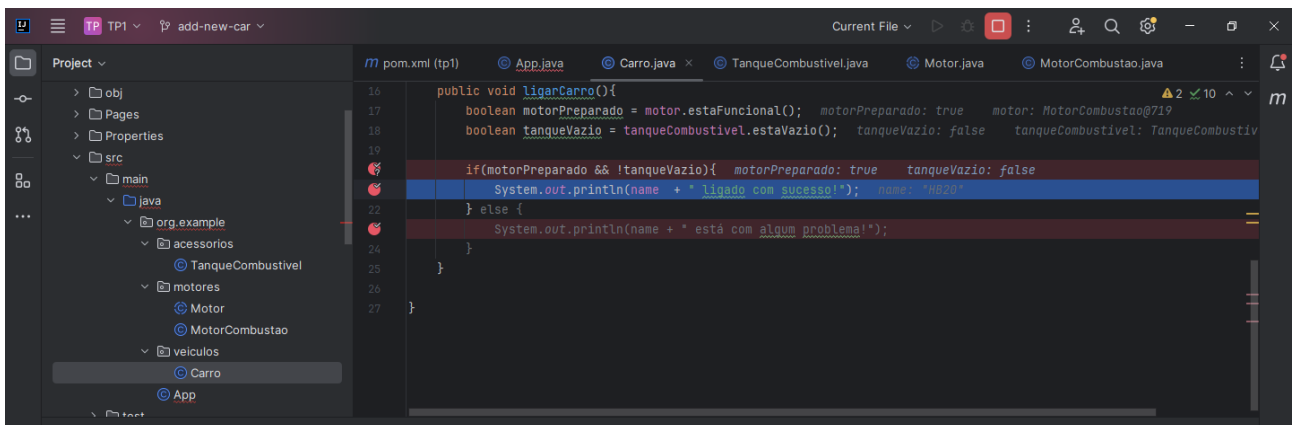 TP TP1 add-new-car Current File
Project
m pom.xml (tp1) App.java Carro.java TanqueCombustivel.java Motor.java MotorCombustao.java
obj
Pages
Properties
src
main
java
org.example
acessorios
TanqueCombustivel
motores
Motor
MotorCombustao
veiculos
Carro
App
test
2 10
m
16 public void ligarCarro(){
17 boolean motorPreparado = motor.estaFuncional(); motorPreparado: true motor: MotorCombustao@719
18 boolean tanqueVazio = tanqueCombustivel.estaVazio(); tanqueVazio: false tanqueCombustivel: TanqueCombustiv
19
if(motorPreparado && !tanqueVazio){ motorPreparado: true tanqueVazio: false
System.out.println(name + " ligado com sucesso!"); name: "HB20"
22 } else {
System.out.println(name + " está com algum problema!");
24 }
25 }
26
27 }